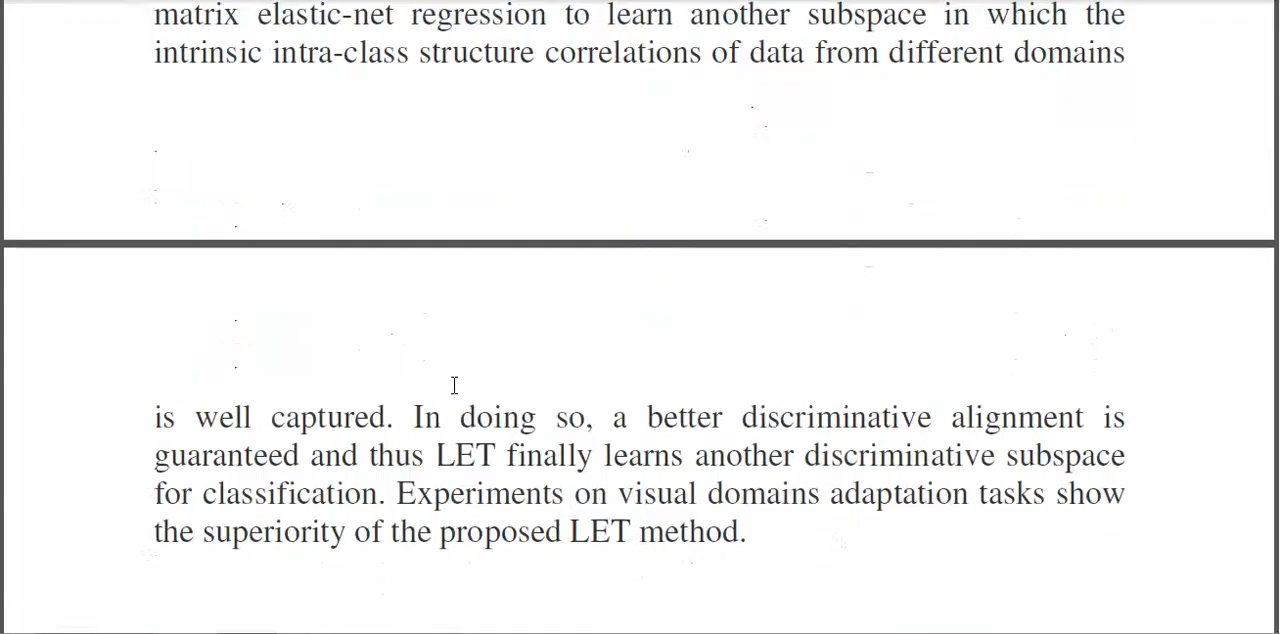 matrix elastic-net regression to learn another subspace in which the
intrinsic intra-class structure correlations of data from different domains
is well captured. In doing so, a better discriminative alignment is
guaranteed and thus LET finally learns another discriminative subspace
for classification. Experiments on visual domains adaptation tasks show
the superiority of the proposed LET method.